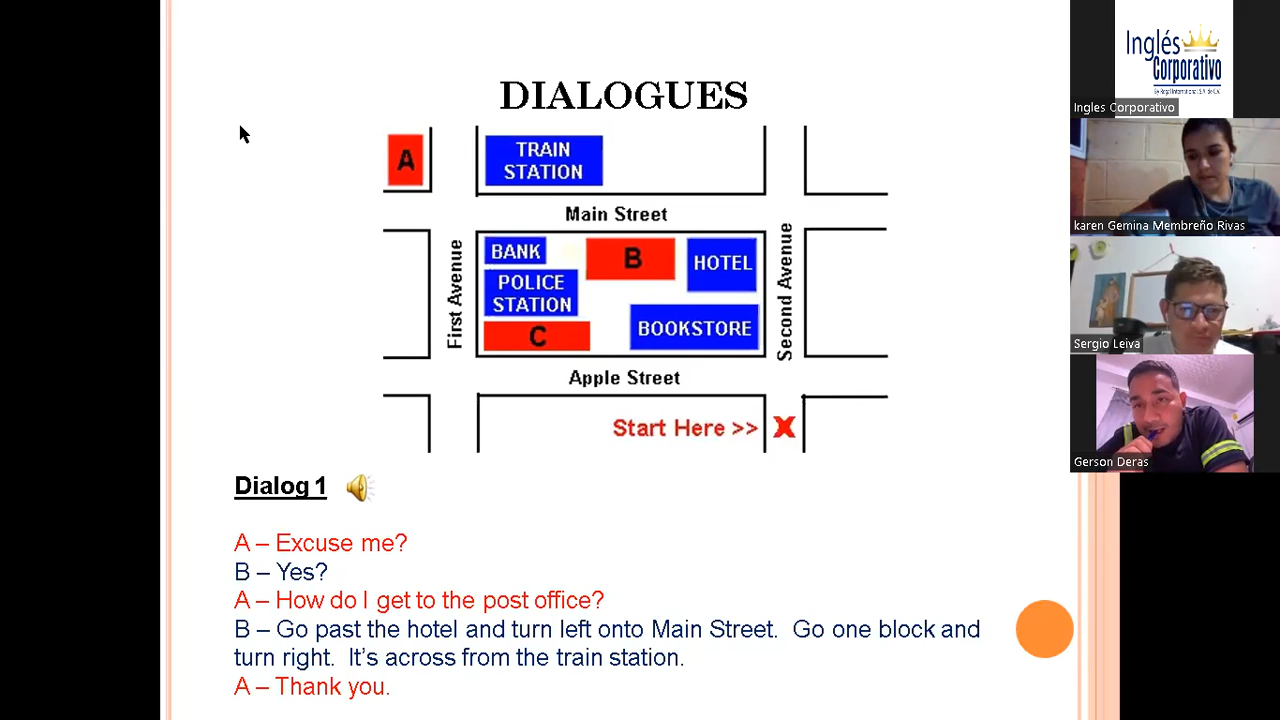 DIALOGUES
A
TRAIN
STATION
Main Street
BANK
B
HOTEL
POLICE
STATION
C
BOOKSTORE
First Avenue
Second Avenue
Apple Street
Start Here >>
X
Dialog 1
A – Excuse me?
B – Yes?
A – How do I get to the post office?
B – Go past the hotel and turn left onto Main Street. Go one block and
turn right. It's across from the train station.
A – Thank you.
Inglés
Corporativo
Ingles Corporativo
karen Gemina Membreño Rivas
Sergio Leiva
Gerson Deras